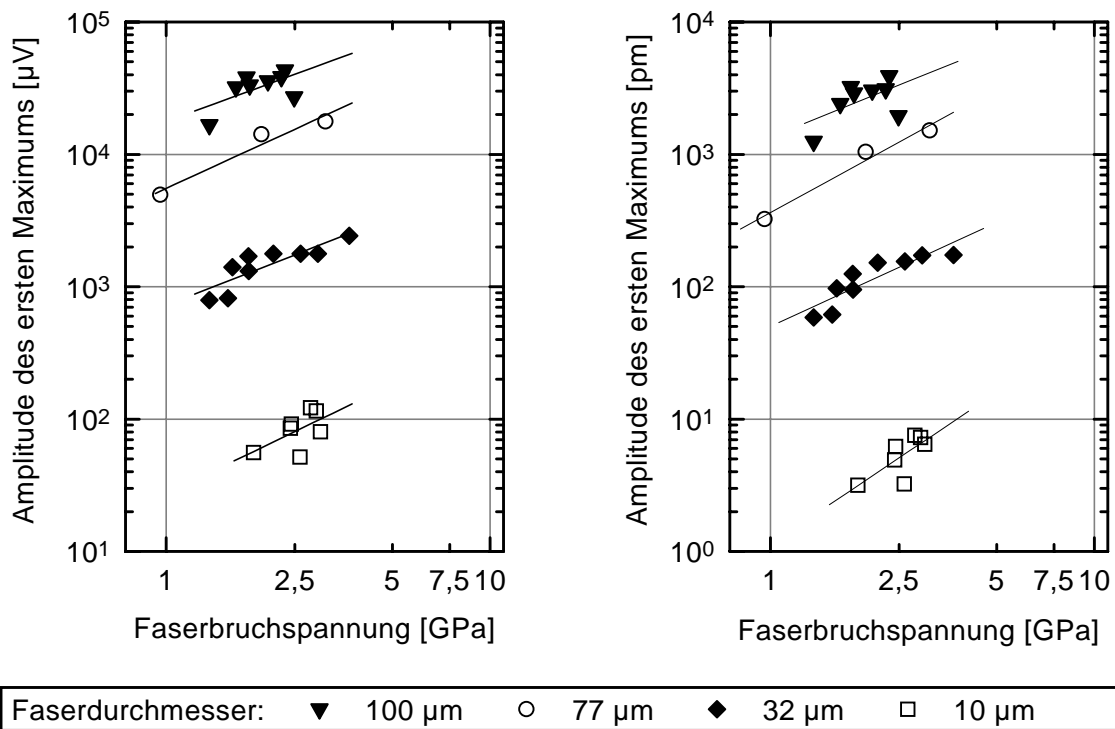 Amplitude des ersten Maximums [µV]
10⁵
10⁴
10³
10²
10¹
1 2,5 5 7,5 10
Faserbruchspannung [GPa]
Amplitude des ersten Maximums [pm]
10⁴
10³
10²
10¹
10⁰
1 2,5 5 7,5 10
Faserbruchspannung [GPa]
Faserdurchmesser: 100 µm 77 µm 32 µm 10 µm